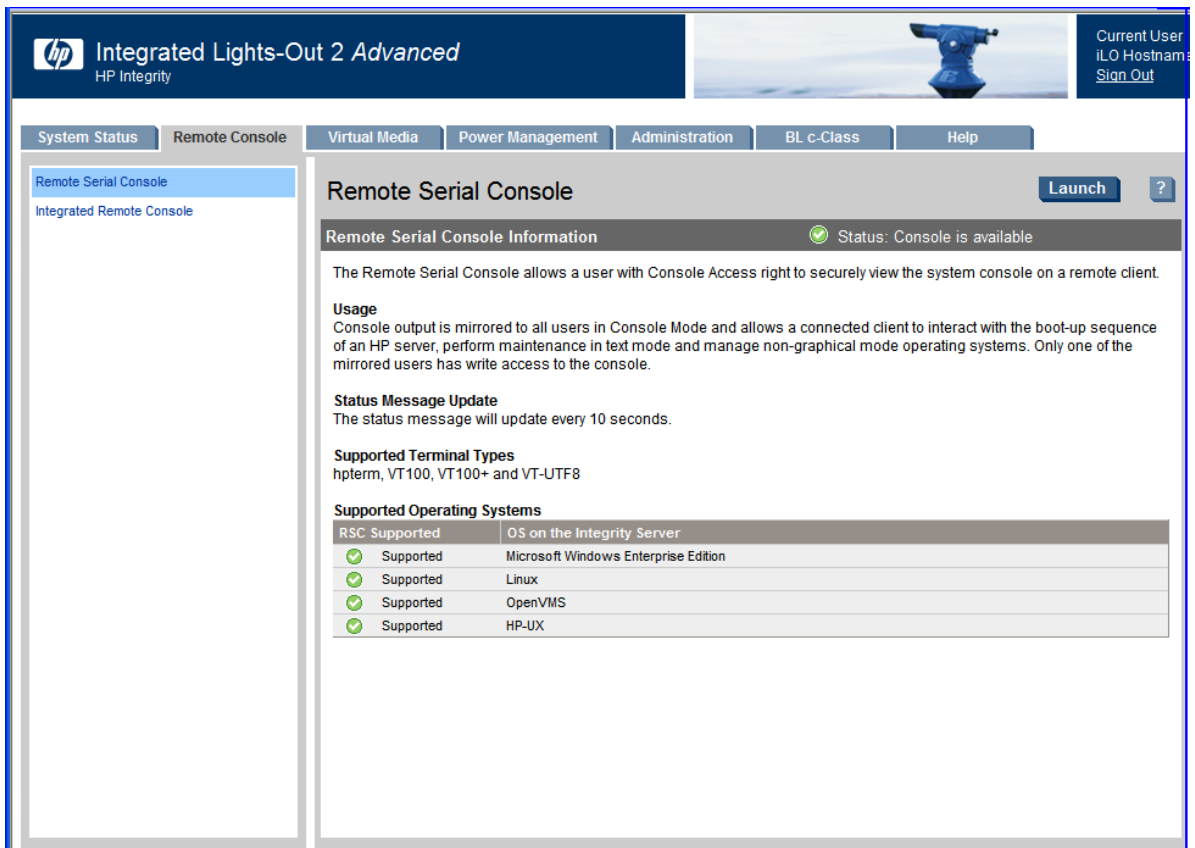 hp
Integrated Lights-Out 2 Advanced
HP Integrity
Current User
iLO Hostname
Sign Out
System Status
Remote Console
Virtual Media
Power Management
Administration
BL c-Class
Help
Remote Serial Console
Integrated Remote Console
Remote Serial Console
Launch
?
Remote Serial Console Information
Status: Console is available
The Remote Serial Console allows a user with Console Access right to securely view the system console on a remote client.
Usage
Console output is mirrored to all users in Console Mode and allows a connected client to interact with the boot-up sequence
of an HP server, perform maintenance in text mode and manage non-graphical mode operating systems. Only one of the
mirrored users has write access to the console.
Status Message Update
The status message will update every 10 seconds.
Supported Terminal Types
hpterm, VT100, VT100+ and VT-UTF8
Supported Operating Systems
RSC Supported OS on the Integrity Server
Supported Microsoft Windows Enterprise Edition
Supported Linux
Supported OpenVMS
Supported HP-UX